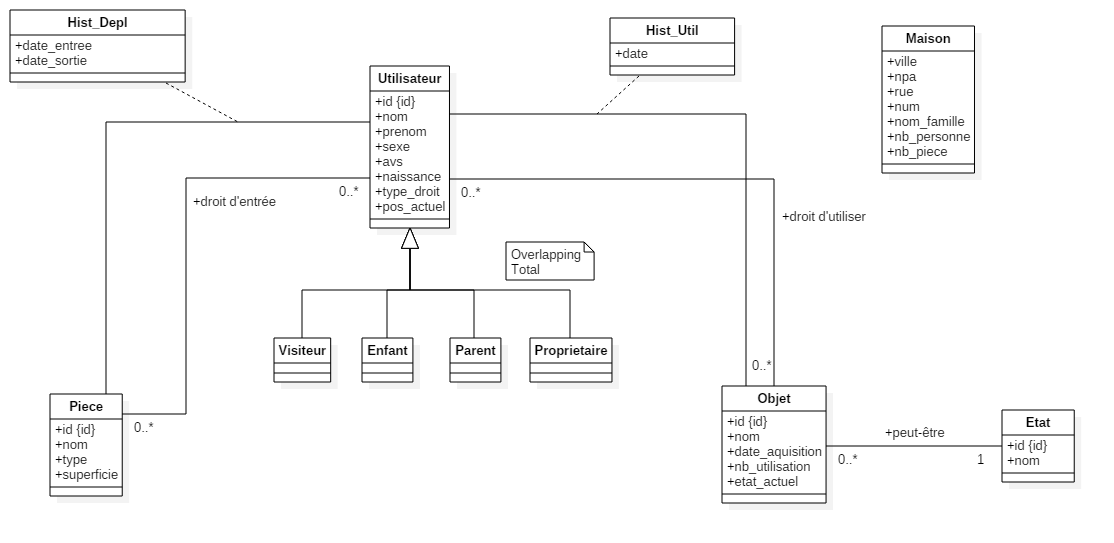 Hist_Depl
+date_entree
+date_sortie
Hist_Util
+date
Maison
+ville
+npa
+rue
+num
+nom_famille
+nb_personne
+nb_piece
Utilisateur
+id {id}
+nom
+prenom
+sexe
+avs
+naissance
+type_droit
+pos_actuel
0..*
0..*
+droit d'entrée
+droit d'utiliser
Overlapping
Total
Visiteur
Enfant
Parent
Proprietaire
0..*
Piece
+id {id}
+nom
+type
+superficie
0..*
Objet
+id {id}
+nom
+date_aquisition
+nb_utilisation
+etat_actuel
+peut-être
0..*
1
Etat
+id {id}
+nom